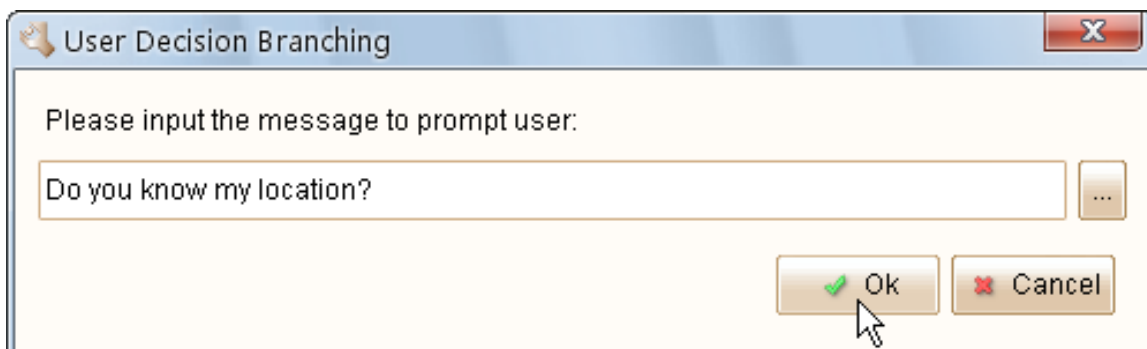 User Decision Branching
Please input the message to prompt user:
Do you know my location?
...
Ok
Cancel